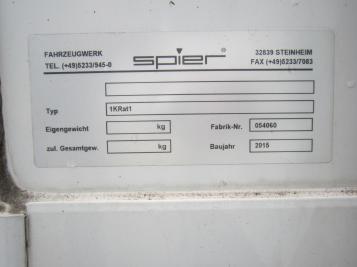 FAHRZEUGWERK spier® 32839 STEINHEIM
TEL. (+49)5233/945-0 FAX (+49)5233/7083
Typ 1KRat1
Eigengewicht kg Fabrik-Nr. 054060
zul. Gesamtgew. kg Baujahr 2015